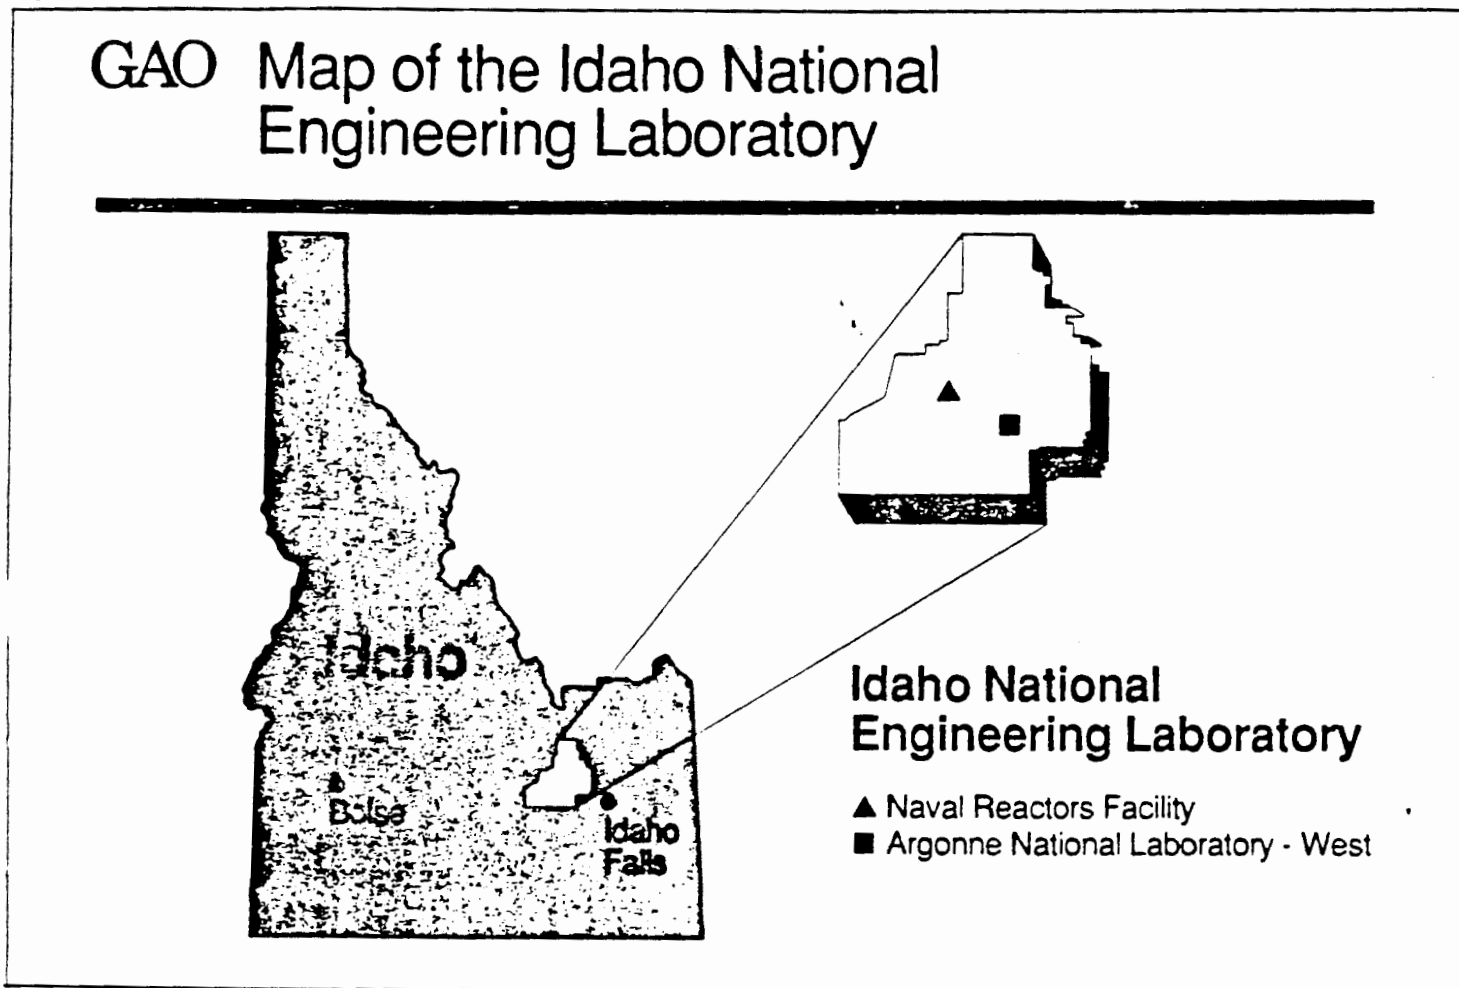 GAO Map of the Idaho National
Engineering Laboratory
Idaho
Boise
Idaho
Falls
Idaho National
Engineering Laboratory
▲ Naval Reactors Facility
■ Argonne National Laboratory - West